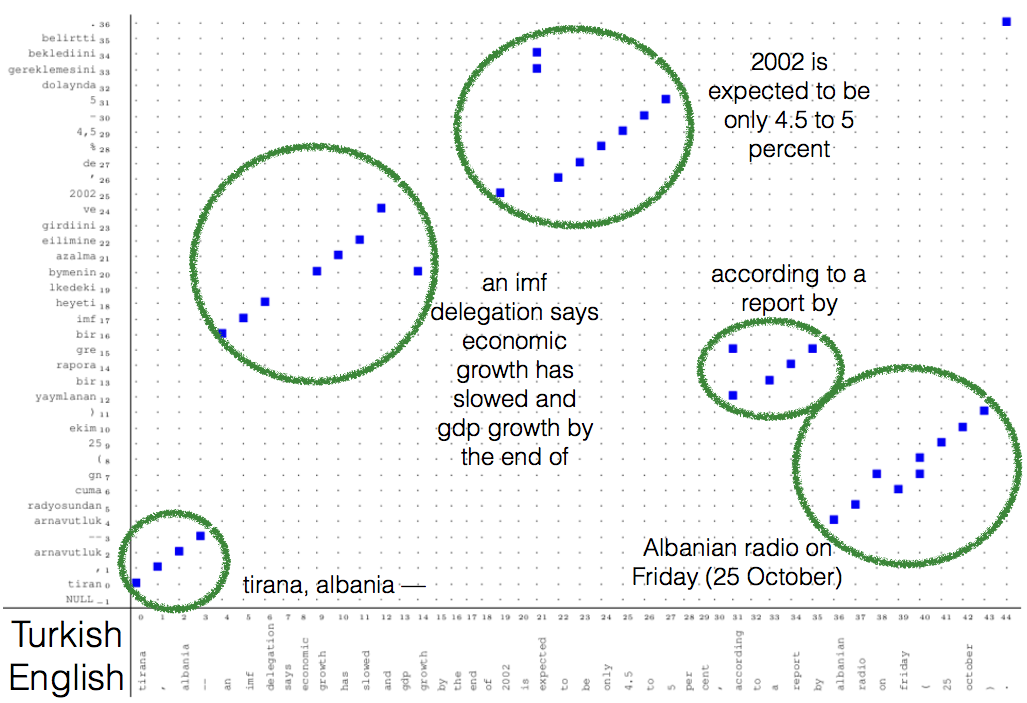 . 36
belirtti 35
beklediini 34
gereklemesini 33
dolaynda 32
5 31
– 30
4,5 29
% 28
de 27
, 26
2002 25
ve 24
girdiini 23
eilimine 22
azalma 21
bymenin 20
lkedeki 19
heyeti 18
imf 17
bir 16
gre 15
rapora 14
bir 13
yaymlanan 12
) 11
ekim 10
25 9
( 8
gn 7
cuma 6
radyosundan 5
arnavutluk 4
-- 3
arnavutluk 2
, 1
tiran 0
NULL -1
2002 is
expected to be
only 4.5 to 5
percent
an imf
delegation says
economic
growth has
slowed and
gdp growth by
the end of
according to a
report by
Albanian radio on
Friday (25 October)
tirana, albania —
0 1 2 3 4 5 6 7 8 9 10 11 12 13 14 15 16 17 18 19 20 21 22 23 24 25 26 27 28 29 30 31 32 33 34 35 36 37 38 39 40 41 42 43 44
Turkish
English
tirana
,
albania
--
an
imf
delegation
says
economic
growth
has
slowed
and
gdp
growth
by
the
end
of
2002
is
expected
to
be
only
4.5
to
5
per
cent
,
according
to
a
report
by
albanian
radio
on
friday
(
25
october
)
.